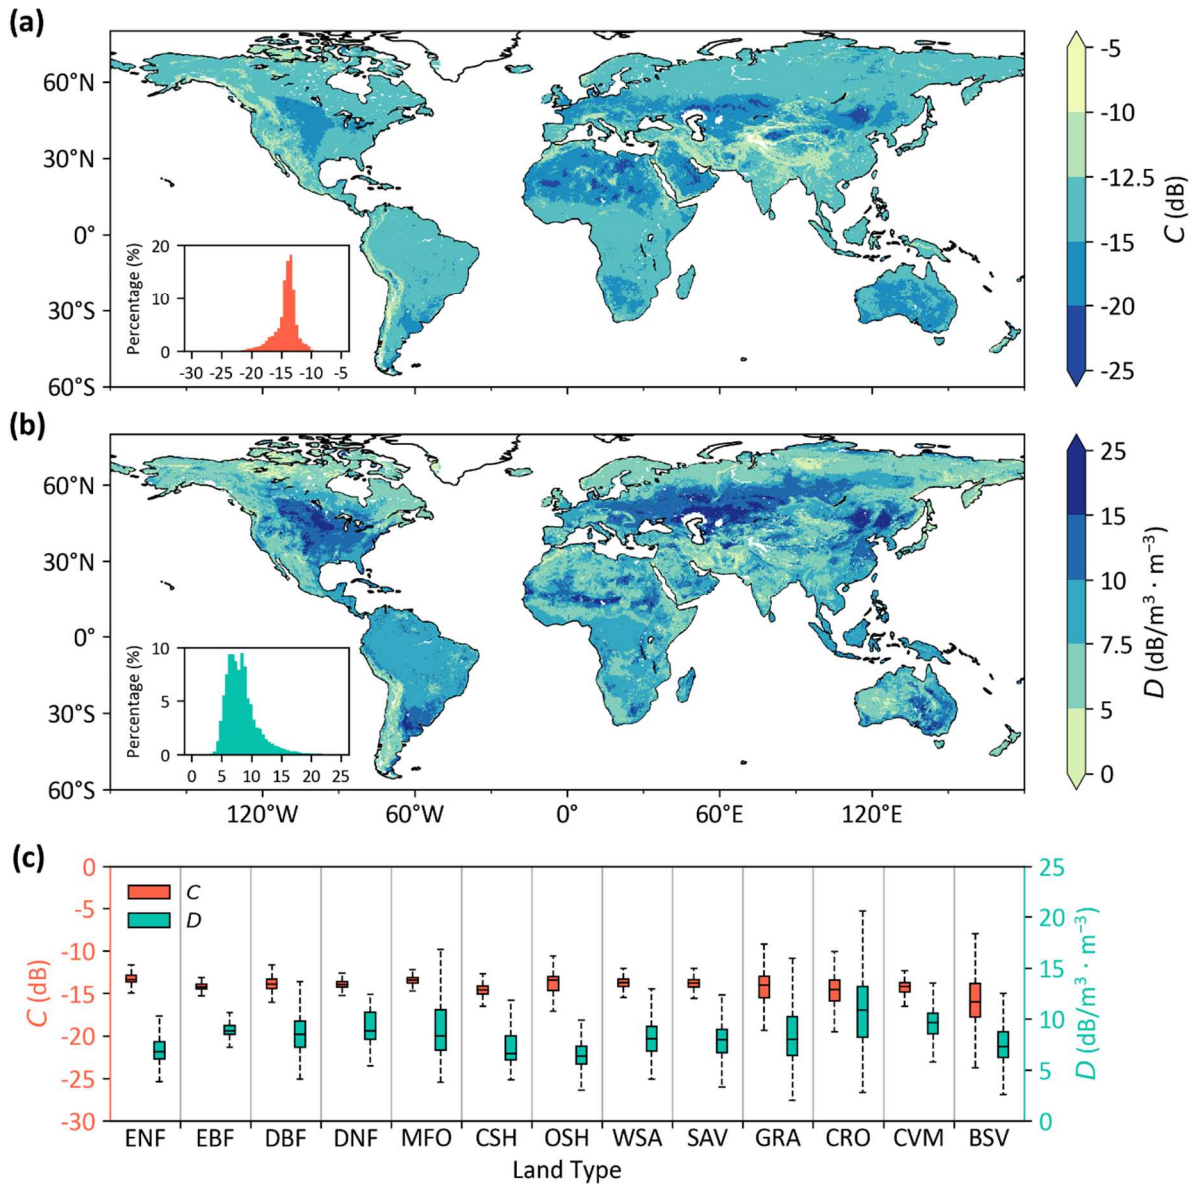 (a)
60°N
30°N
0°
30°S
60°S
Percentage (%)
20
10
0
-30 -25 -20 -15 -10 -5
-5
-10
-12.5
-15
-20
-25
C (dB)
(b)
60°N
30°N
0°
30°S
60°S
Percentage (%)
10
5
0
0 5 10 15 20 25
120°W 60°W 0° 60°E 120°E
25
15
10
7.5
5
0
D (dB/m³ · m⁻³)
(c)
C (dB)
0
-5
-10
-15
-20
-25
-30
C
D
25
20
15
10
5
0
D (dB/m³ · m⁻³)
ENF EBF DBF DNF MFO CSH OSH WSA SAV GRA CRO CVM BSV
Land Type